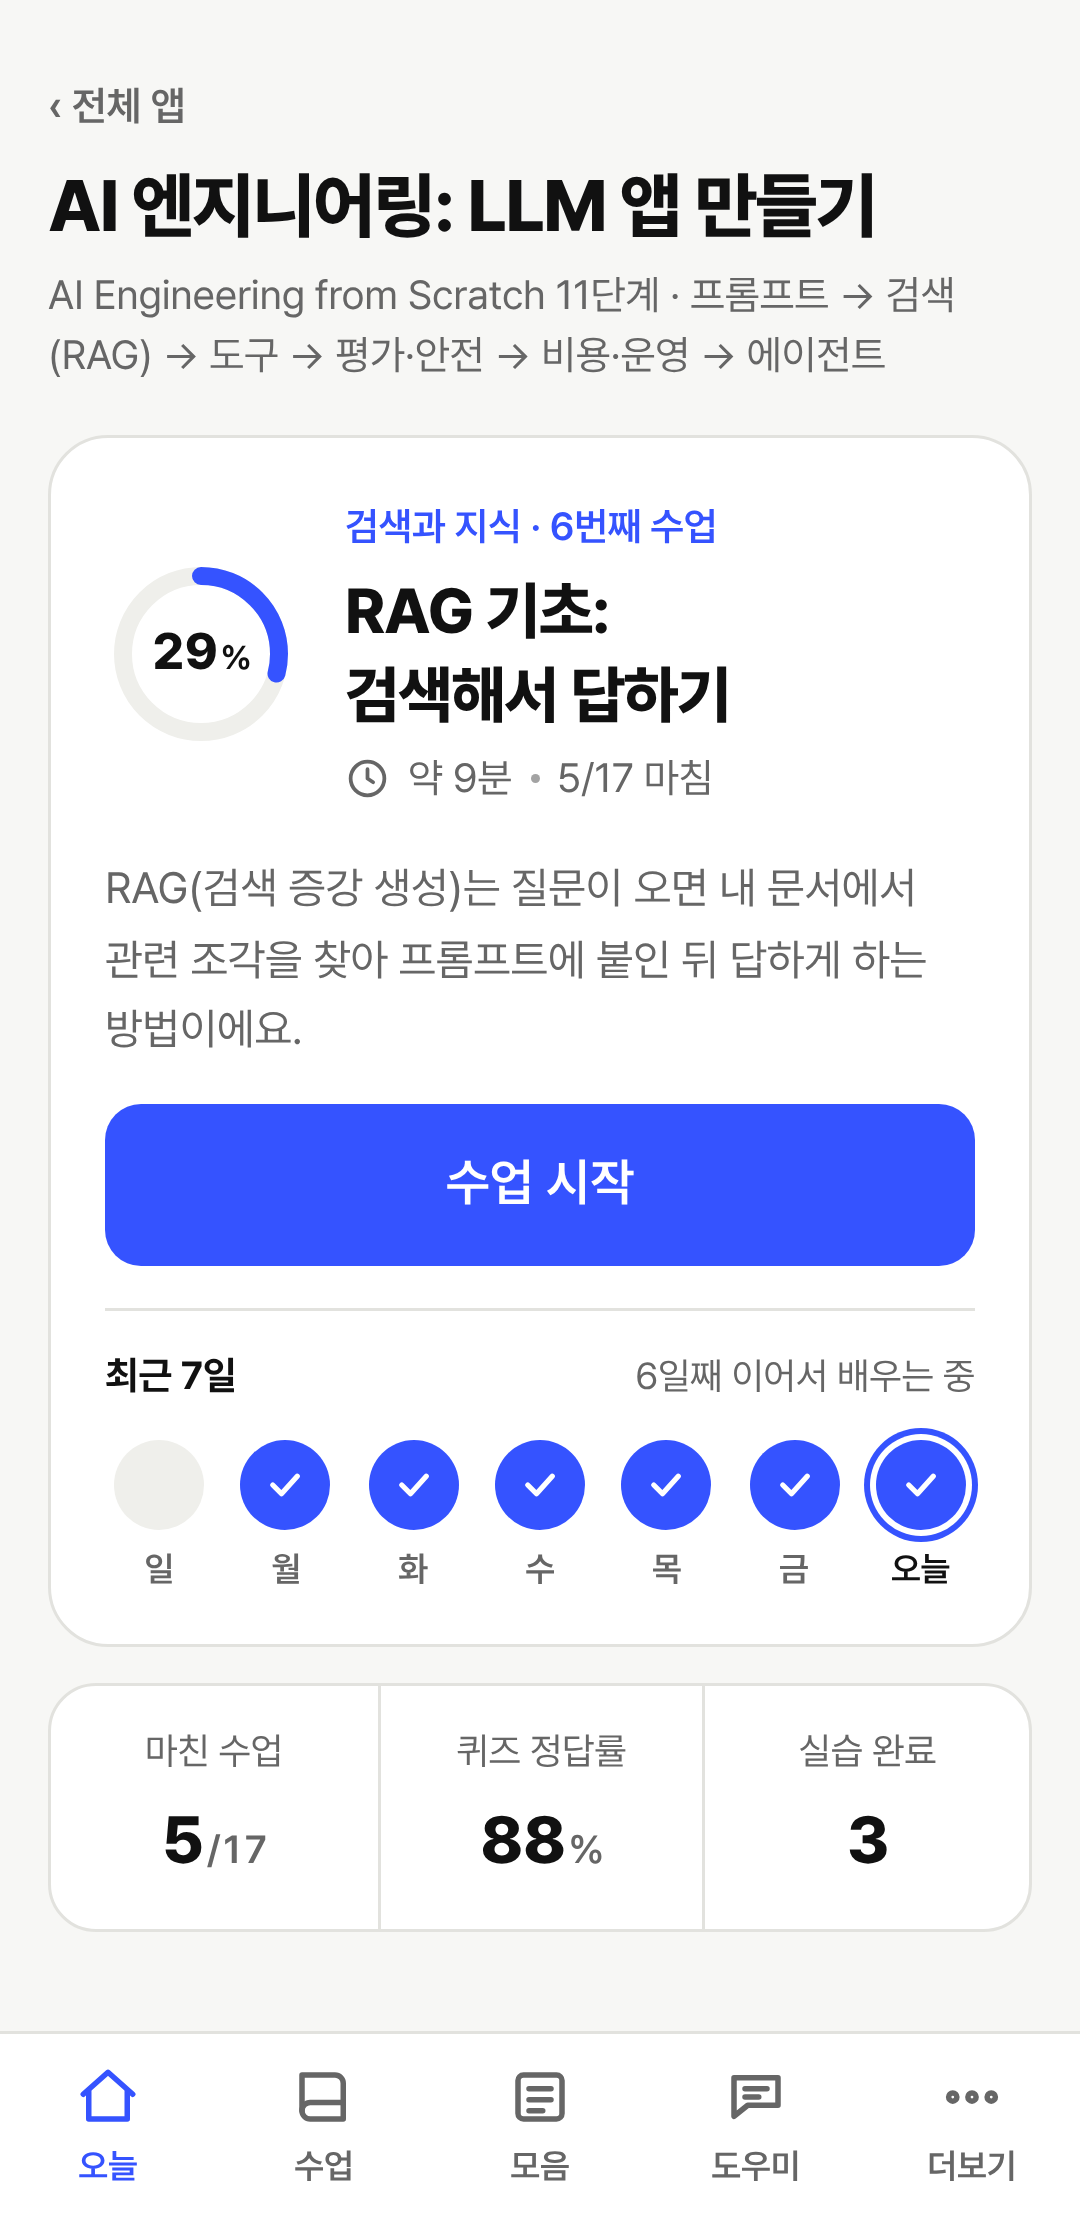 ‹ 전체 앱
AI 엔지니어링: LLM 앱 만들기
AI Engineering from Scratch 11단계 · 프롬프트 → 검색
(RAG) → 도구 → 평가·안전 → 비용·운영 → 에이전트
검색과 지식 · 6번째 수업
RAG 기초:
검색해서 답하기
29%
약 9분 • 5/17 마침
RAG(검색 증강 생성)는 질문이 오면 내 문서에서
관련 조각을 찾아 프롬프트에 붙인 뒤 답하게 하는
방법이에요.
수업 시작
최근 7일 6일째 이어서 배우는 중
일 월 화 수 목 금 오늘
마친 수업 퀴즈 정답률 실습 완료
5/17 88% 3
오늘 수업 모음 도우미 더보기